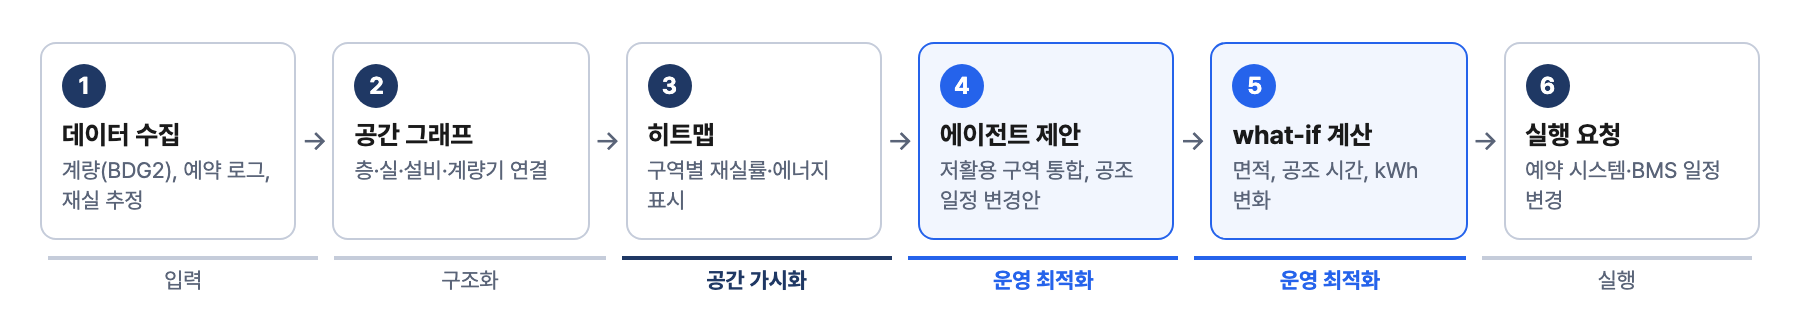 1
데이터 수집
계량(BDG2), 예약 로그,
재실 추정
→
2
공간 그래프
층·실·설비·계량기 연결
→
3
히트맵
구역별 재실률·에너지
표시
→
4
에이전트 제안
저활용 구역 통합, 공조
일정 변경안
→
5
what-if 계산
면적, 공조 시간, kWh
변화
→
6
실행 요청
예약 시스템·BMS 일정
변경
입력
구조화
공간 가시화
운영 최적화
운영 최적화
실행